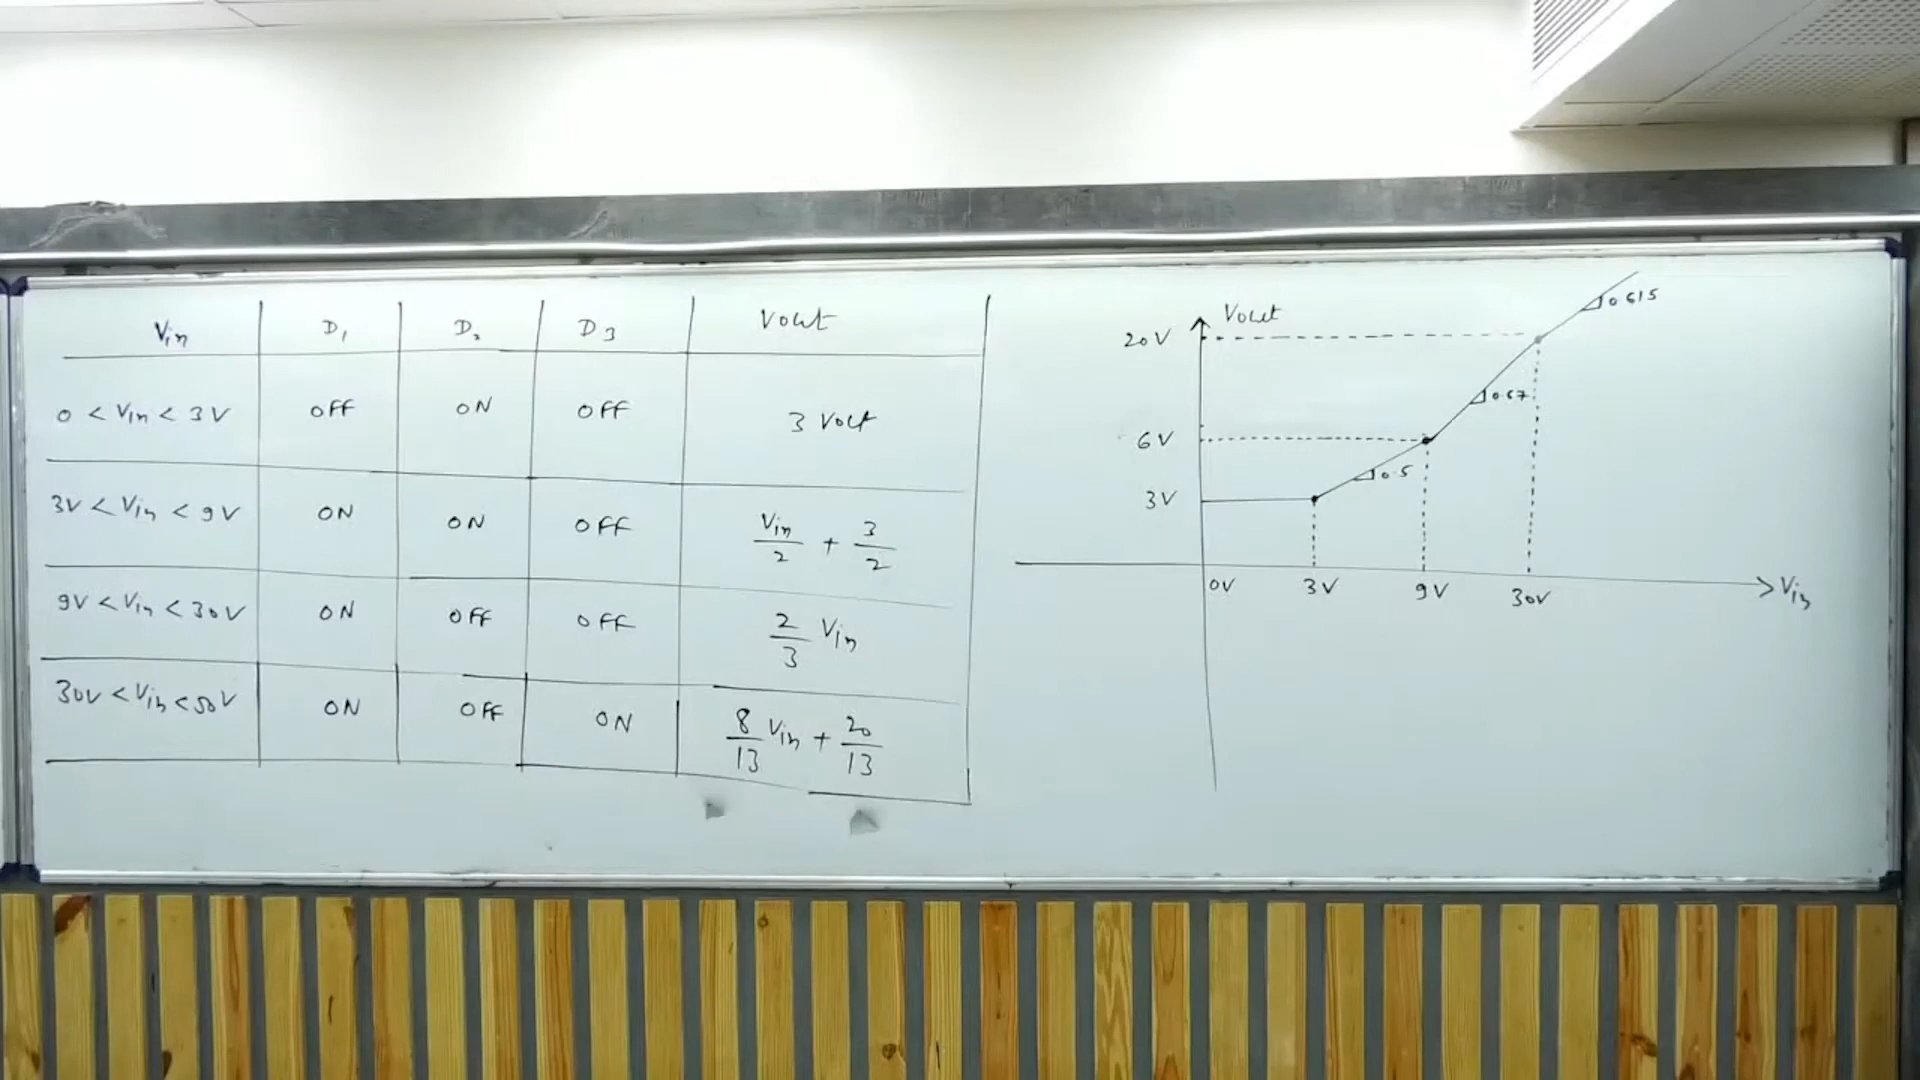 Vin D1 D2 D3 Vout
0 < Vin < 3V OFF ON OFF 3 Volt
3V < Vin < 9V ON ON OFF Vin/2 + 3/2
9V < Vin < 30V ON OFF OFF 2/3 Vin
30V < Vin < 50V ON OFF ON 8/13 Vin + 20/13
Vout
0.615
20V
0.67
6V
0.5
3V
0V 3V 9V 30V Vin